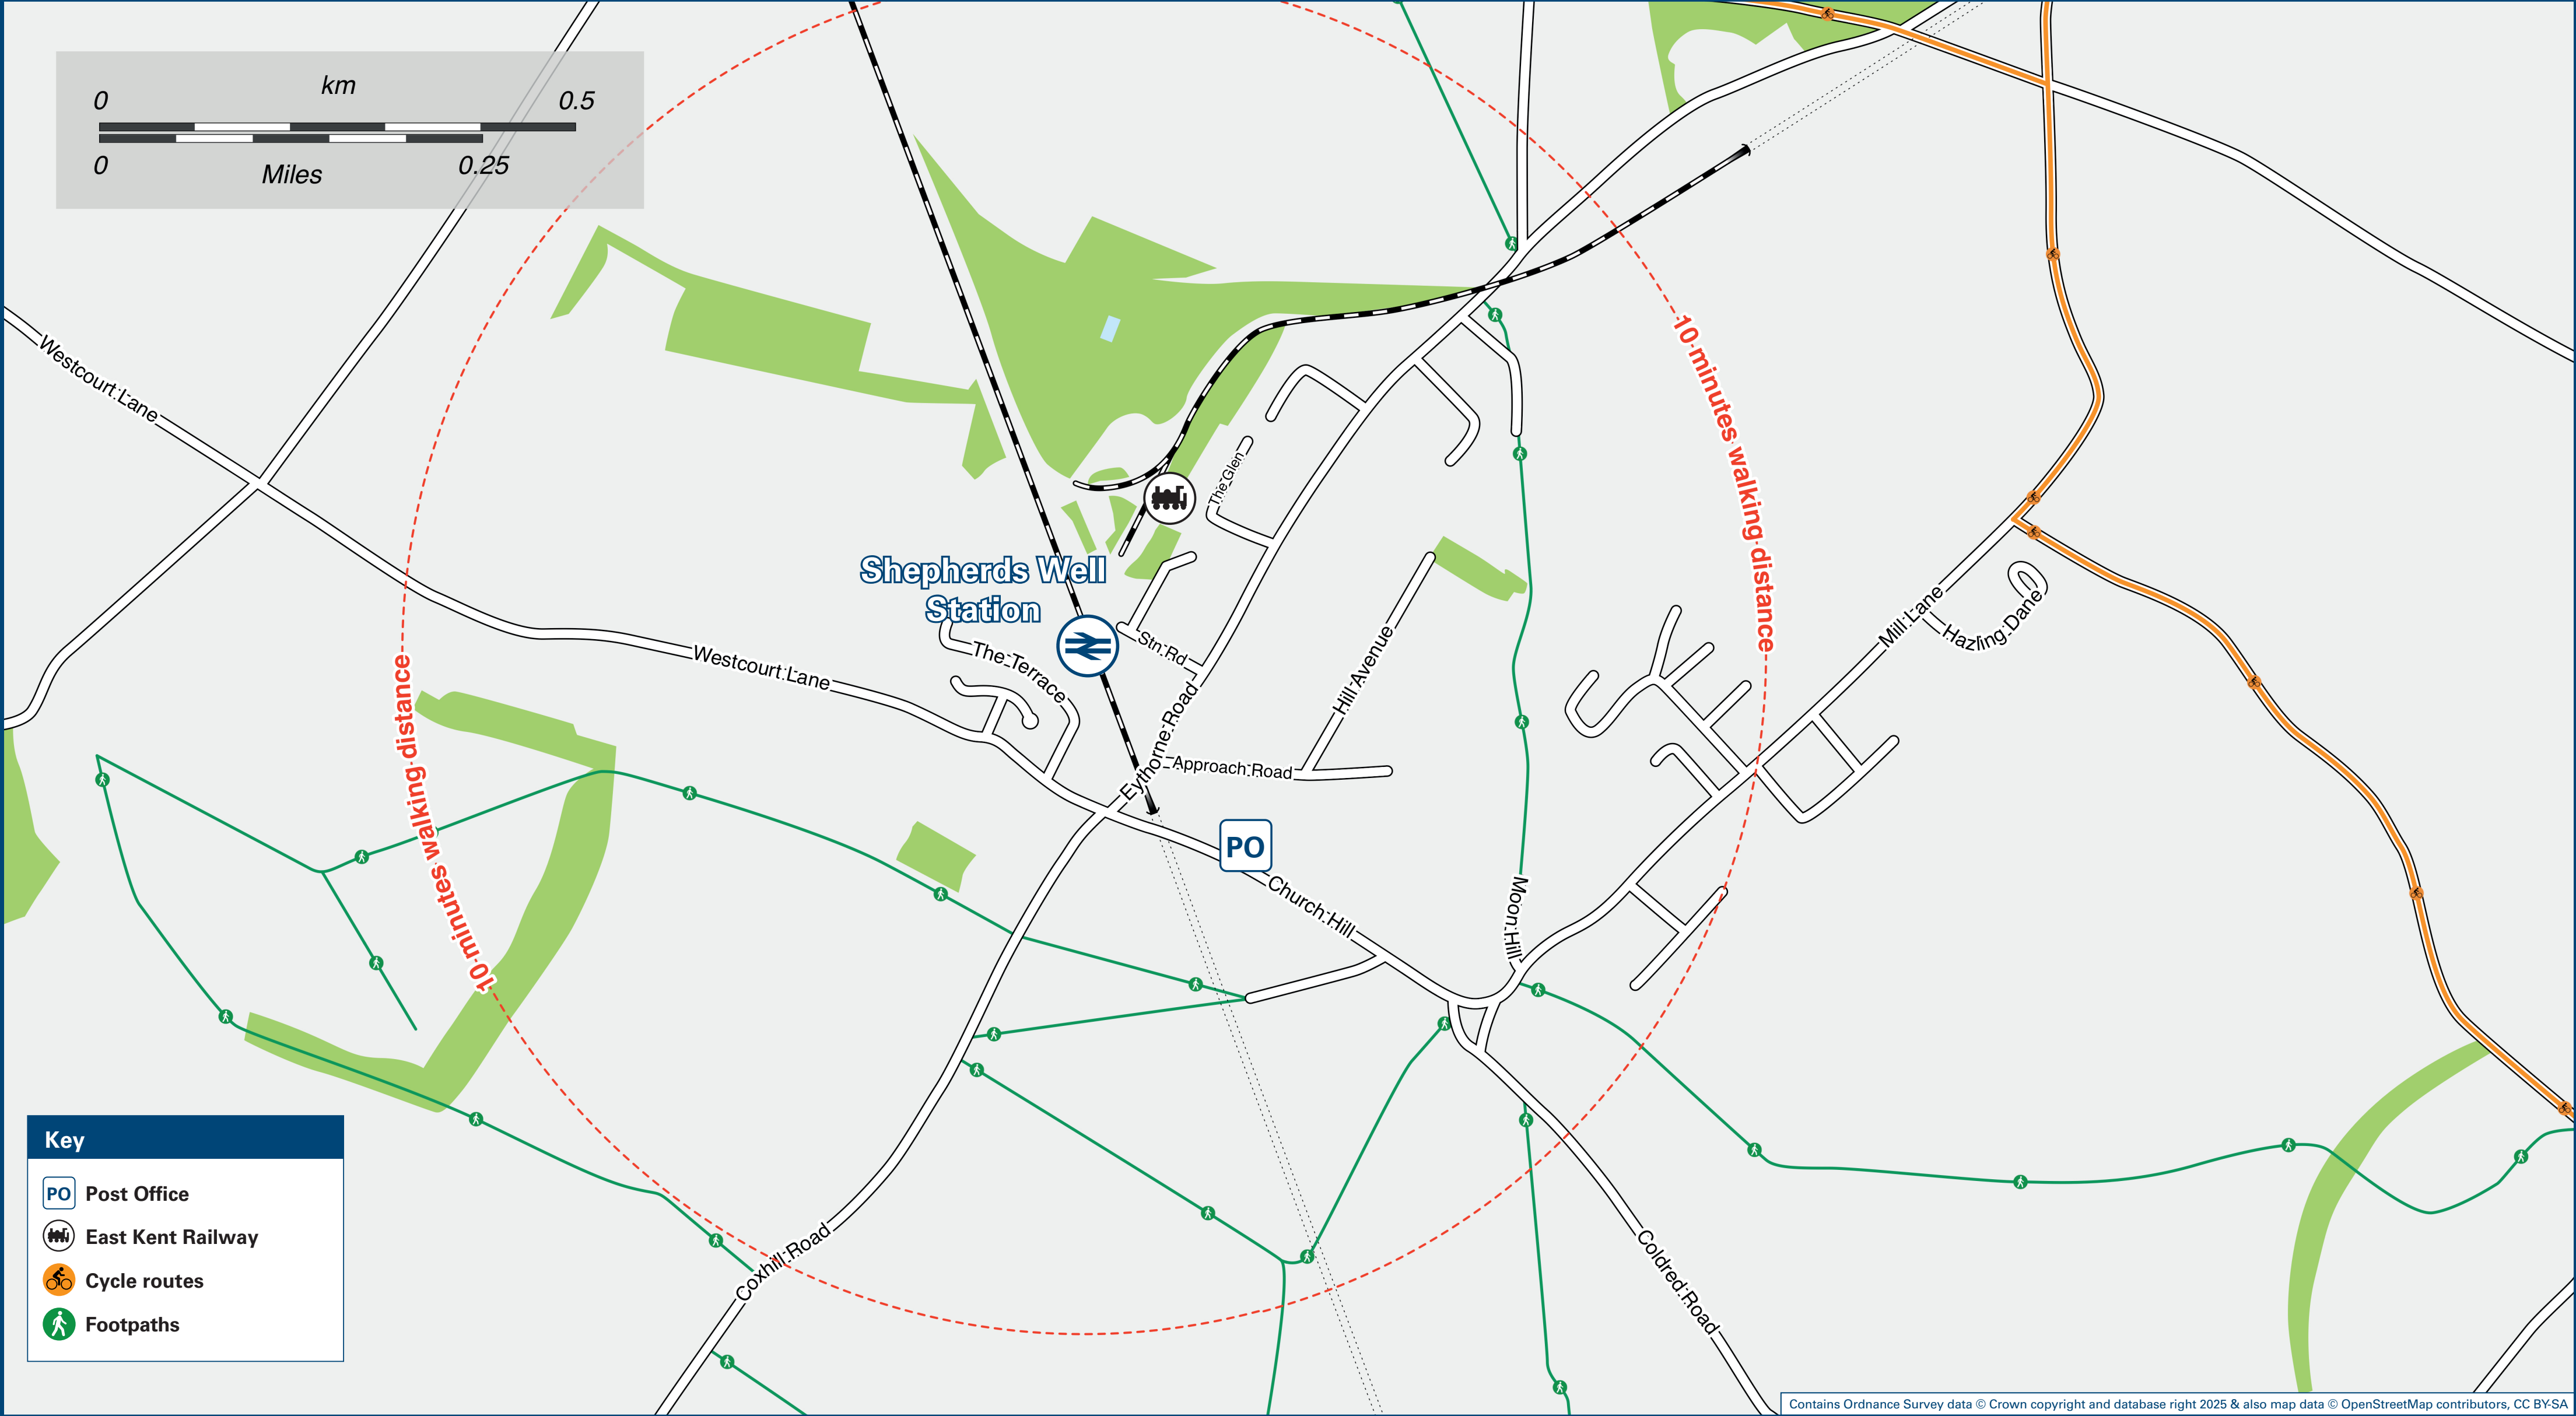 km
0 0.5
0 0.25
Miles
Westcourt Lane
10 minutes walking distance
The Glen
Shepherds Well
Station
Stn Rd
The Terrace
Westcourt Lane
Hill Avenue
Mill Lane
Hazling Dane
10 minutes walking distance
Eythorne Road
Approach Road
PO
Church Hill
Moon Hill
Coxhill Road
Coldred Road
Key
PO Post Office
East Kent Railway
Cycle routes
Footpaths
Contains Ordnance Survey data © Crown copyright and database right 2025 & also map data © OpenStreetMap contributors, CC BY-SA